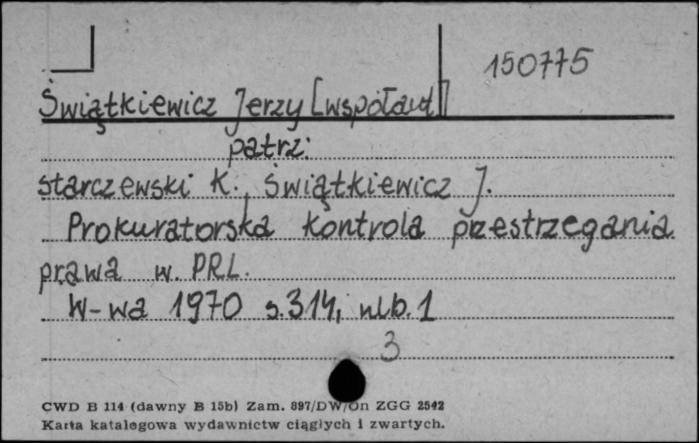 150775
Świątkiewicz Jerzy [współaut]
patrz:
Starczewski K., Świątkiewicz J.
Prokuratorska kontrola przestrzegania
prawa w PRL.
W-wa 1970 s. 314, nlb. 1
3
CWD B 114 (dawny B 15b) Zam. 897/DW/On ZGG 2542
Karta katalogowa wydawnictw ciągłych i zwartych.